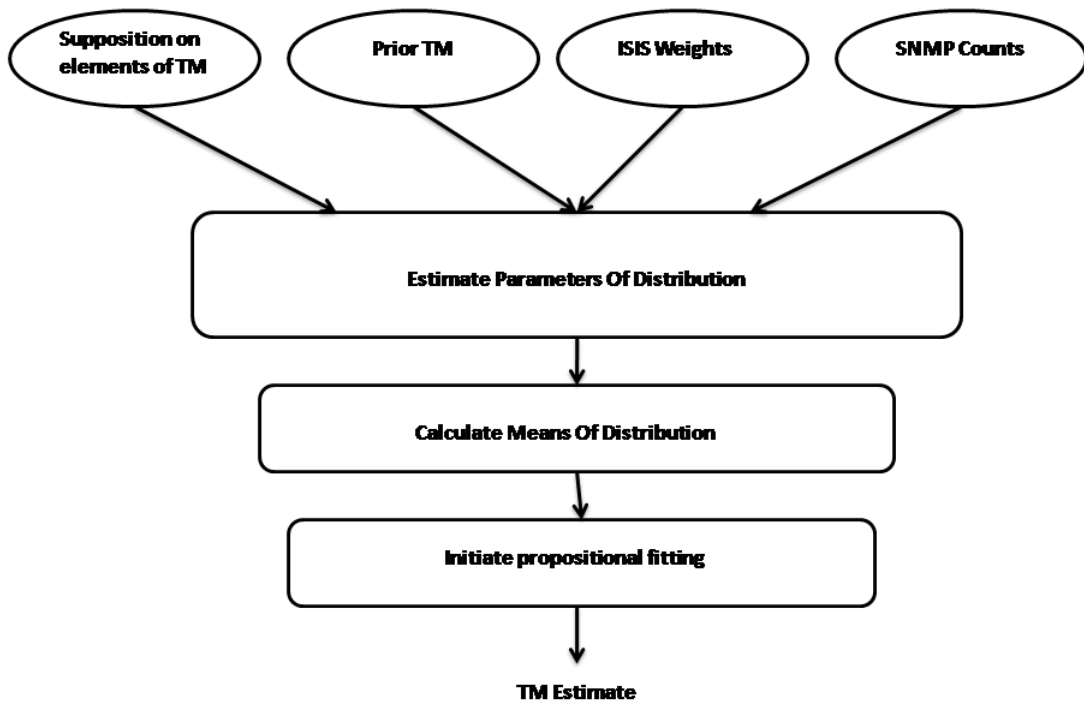 Supposition on
elements of TM
Prior TM
ISIS Weights
SNMP Counts
Estimate Parameters Of Distribution
Calculate Means Of Distribution
Initiate propositional fitting
TM Estimate